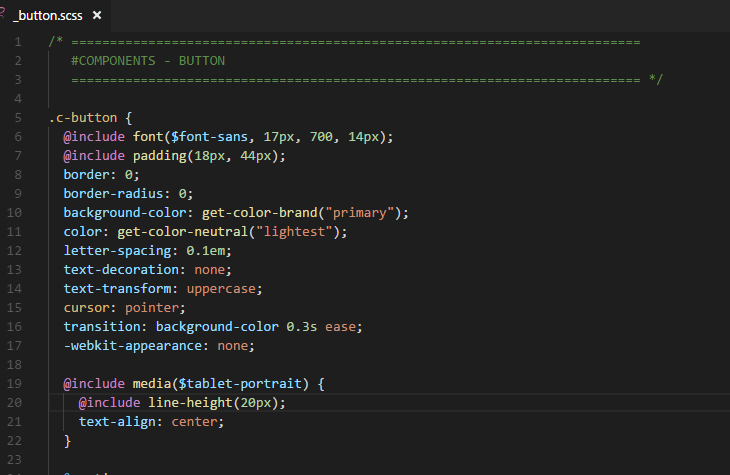 _button.scss ×
1 /* =========================================================================
2 #COMPONENTS - BUTTON
3 ========================================================================= */
4
5 .c-button {
6 @include font($font-sans, 17px, 700, 14px);
7 @include padding(18px, 44px);
8 border: 0;
9 border-radius: 0;
10 background-color: get-color-brand("primary");
11 color: get-color-neutral("lightest");
12 letter-spacing: 0.1em;
13 text-decoration: none;
14 text-transform: uppercase;
15 cursor: pointer;
16 transition: background-color 0.3s ease;
17 -webkit-appearance: none;
18
19 @include media($tablet-portrait) {
20 @include line-height(20px);
21 text-align: center;
22 }
23